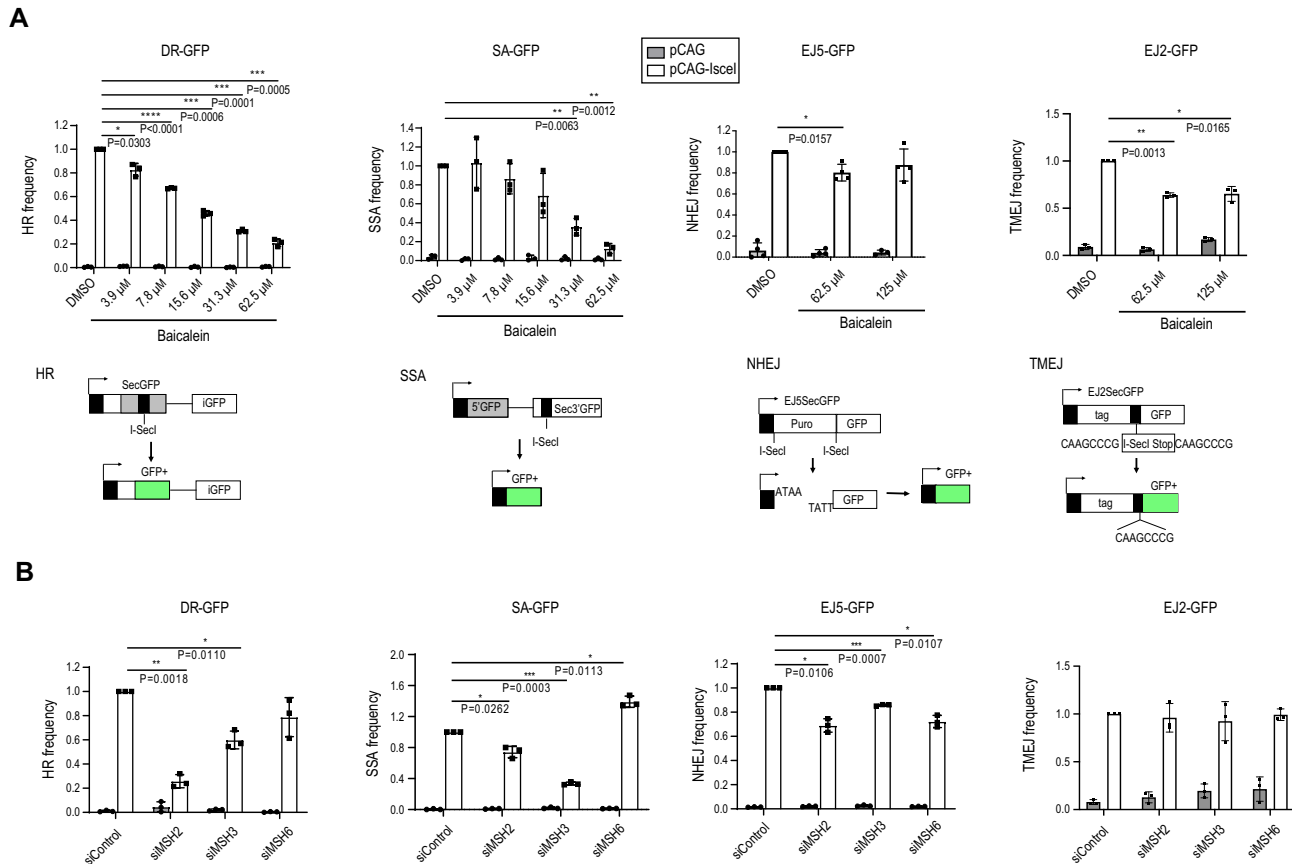 A
DR-GFP
SA-GFP
pCAG
pCAG-IsceI
EJ5-GFP
EJ2-GFP
***
P=0.0005
***
P=0.0001
***
P=0.0006
****
P<0.0001
*
P=0.0303
HR frequency
1.2
1.0
0.8
0.6
0.4
0.2
0.0
DMSO
3.9 µM
7.8 µM
15.6 µM
31.3 µM
62.5 µM
Baicalein
**
P=0.0012
**
P=0.0063
SSA frequency
1.4
1.2
1.0
0.8
0.6
0.4
0.2
0.0
DMSO
3.9 µM
7.8 µM
15.6 µM
31.3 µM
62.5 µM
Baicalein
*
P=0.0157
NHEJ frequency
1.2
1.0
0.8
0.6
0.4
0.2
0.0
DMSO
62.5 µM
125 µM
Baicalein
*
P=0.0165
**
P=0.0013
TMEJ frequency
1.5
1.0
0.5
0.0
DMSO
62.5 µM
125 µM
Baicalein
HR
SecGFP
iGFP
I-SecI
GFP+
iGFP
SSA
5'GFP
Sec3'GFP
I-SecI
GFP+
NHEJ
EJ5SecGFP
Puro
GFP
I-SecI
I-SecI
ATAA
TATT
GFP
GFP+
TMEJ
EJ2SecGFP
tag
GFP
CAAGCCCG
I-SecI Stop
CAAGCCCG
GFP+
tag
CAAGCCCG
B
DR-GFP
SA-GFP
EJ5-GFP
EJ2-GFP
*
P=0.0110
**
P=0.0018
HR frequency
1.2
1.0
0.8
0.6
0.4
0.2
0.0
siControl
siMSH2
siMSH3
siMSH6
*
P=0.0113
***
P=0.0003
*
P=0.0262
SSA frequency
2.0
1.6
1.2
0.8
0.4
0.0
siControl
siMSH2
siMSH3
siMSH6
*
P=0.0107
***
P=0.0007
*
P=0.0106
NHEJ frequency
1.2
1.0
0.8
0.6
0.4
0.2
0.0
siControl
siMSH2
siMSH3
siMSH6
TMEJ frequency
1.5
1.0
0.5
0.0
siControl
siMSH2
siMSH3
siMSH6